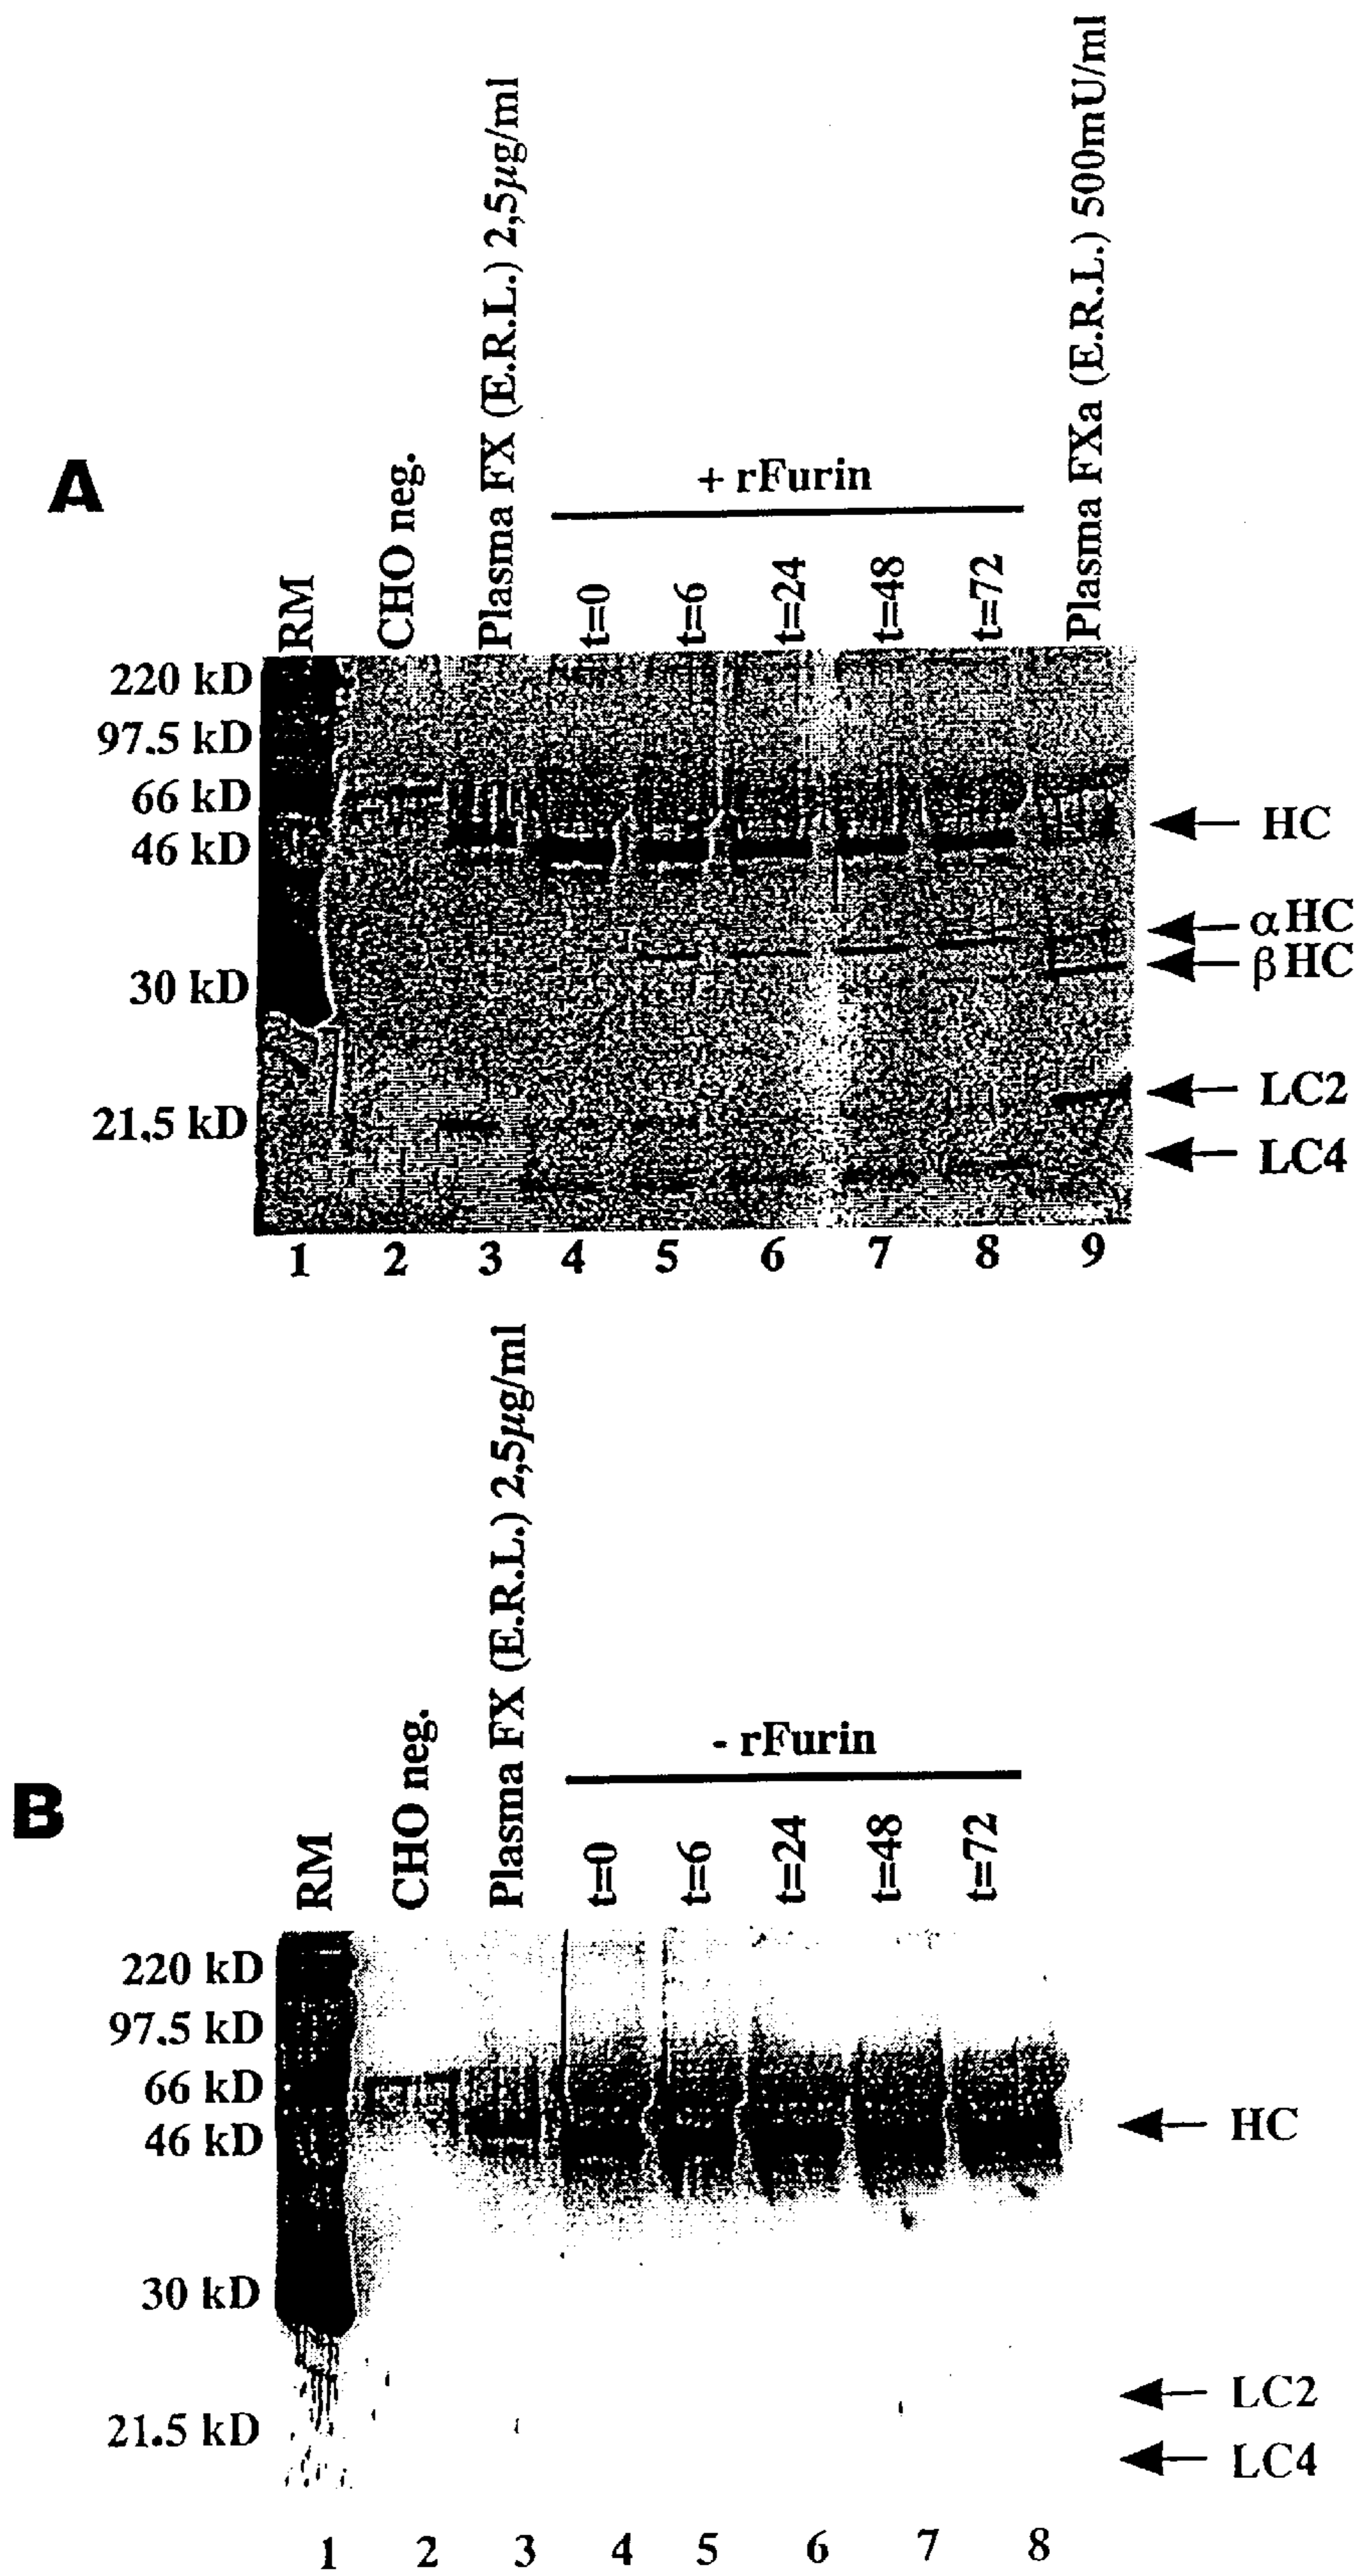 A
RM
CHO neg.
Plasma FX (E.R.L.) 2,5µg/ml
+ rFurin
t=0
t=6
t=24
t=48
t=72
Plasma FXa (E.R.L.) 500mU/ml
220 kD
97.5 kD
66 kD
46 kD
30 kD
21,5 kD
HC
αHC
βHC
LC2
LC4
1 2 3 4 5 6 7 8 9
B
RM
CHO neg.
Plasma FX (E.R.L.) 2,5µg/ml
- rFurin
t=0
t=6
t=24
t=48
t=72
220 kD
97.5 kD
66 kD
46 kD
30 kD
21.5 kD
HC
LC2
LC4
1 2 3 4 5 6 7 8